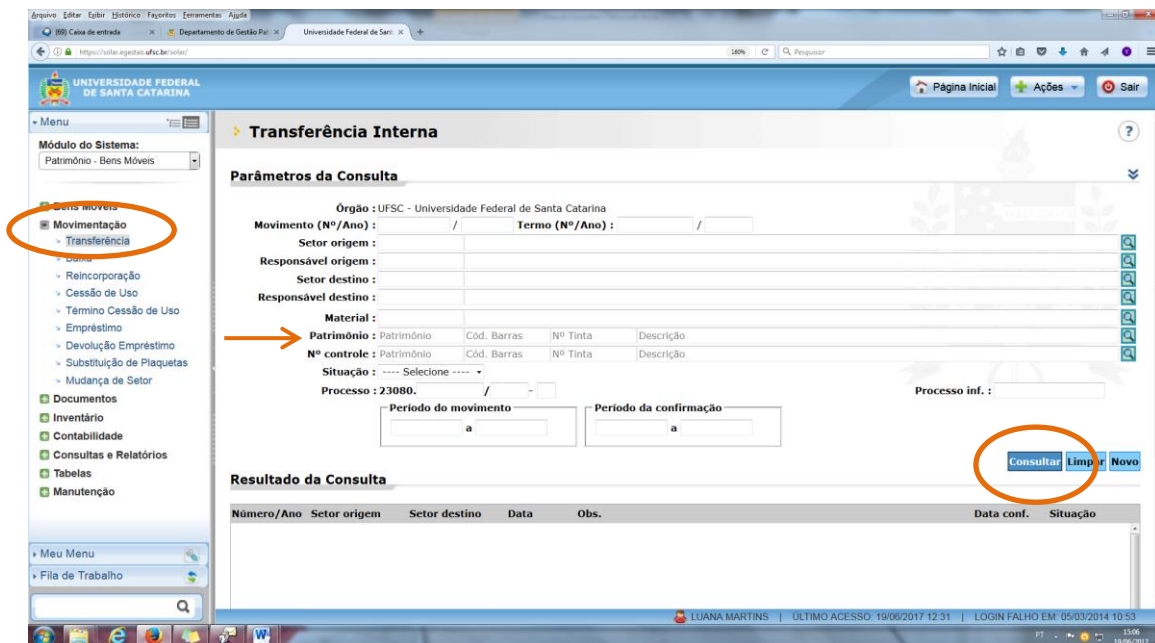 Arquivo Editar Exibir Histórico Favoritos Ferramentas Ajuda
(69) Caixa de entrada × Departamento de Gestão Pat × Universidade Federal de Sant × +
https://solar.egestao.ufsc.br/solar/ 160% Pesquisar
UNIVERSIDADE FEDERAL
DE SANTA CATARINA
Página Inicial Ações Sair
Menu
Módulo do Sistema:
Patrimônio - Bens Móveis
Bens Móveis
Movimentação
Transferência
Baixa
Reincorporação
Cessão de Uso
Término Cessão de Uso
Empréstimo
Devolução Empréstimo
Substituição de Plaquetas
Mudança de Setor
Documentos
Inventário
Contabilidade
Consultas e Relatórios
Tabelas
Manutenção
Meu Menu
Fila de Trabalho
Transferência Interna ?
Parâmetros da Consulta
Órgão : UFSC - Universidade Federal de Santa Catarina
Movimento (Nº/Ano) : / Termo (Nº/Ano) : /
Setor origem :
Responsável origem :
Setor destino :
Responsável destino :
Material :
Patrimônio : Patrimônio Cód. Barras Nº Tinta Descrição
Nº controle : Patrimônio Cód. Barras Nº Tinta Descrição
Situação : ---- Selecione ----
Processo : 23080. / - Processo inf. :
Período do movimento Período da confirmação
a a
Consultar Limpar Novo
Resultado da Consulta
Número/Ano Setor origem Setor destino Data Obs. Data conf. Situação
LUANA MARTINS | ÚLTIMO ACESSO: 19/06/2017 12:31 | LOGIN FALHO EM: 05/03/2014 10:53
PT 15:06
19/06/2017